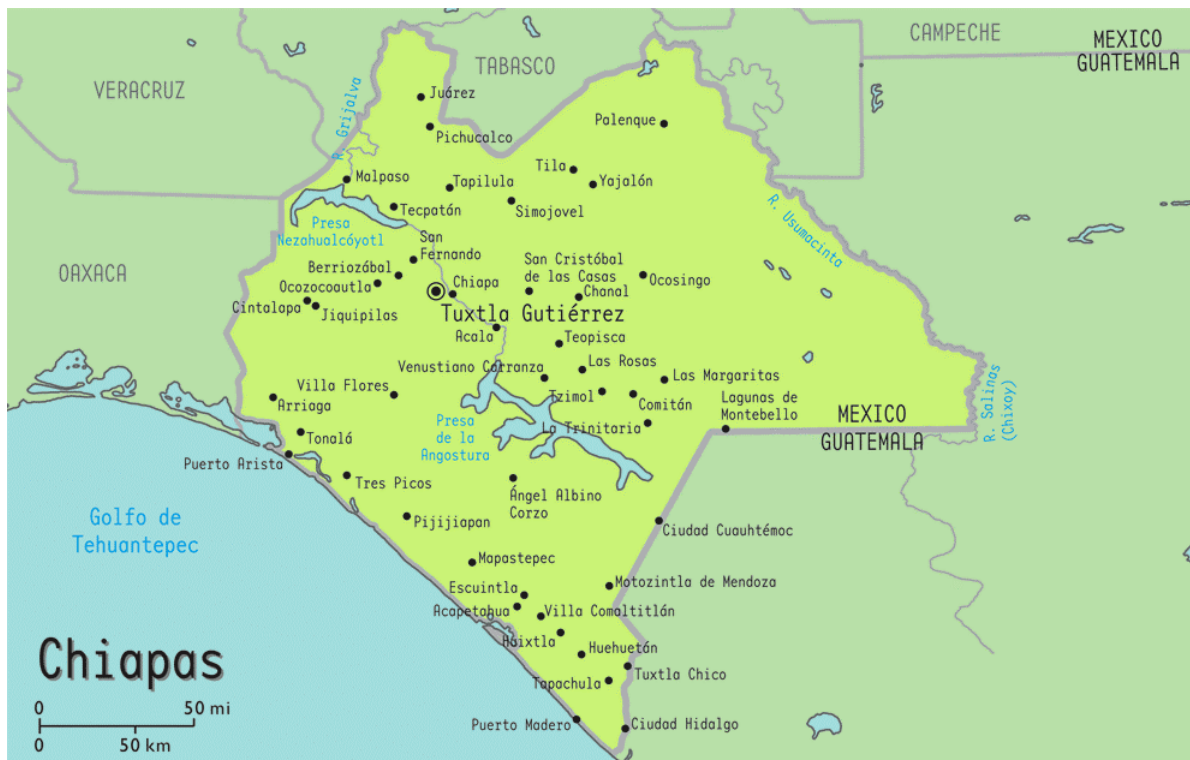 CAMPECHE
MEXICO
GUATEMALA
TABASCO
VERACRUZ
Juárez
R. Grijalva
Palenque
Pichucalco
Tila
Malpaso
Tapilula
Yajalón
Tecpatán
Simojovel
R. Usumacinta
Presa
Nezahualcóyotl
San
Fernando
OAXACA
Berriozábal
San Cristóbal
de las Casas
Ocosingo
Ocozocoautla
Chiapa
Chanal
Cintalapa
Jiquipilas
Tuxtla Gutiérrez
Acala
Teopisca
Venustiano Carranza
Las Rosas
Las Margaritas
Villa Flores
Tzimol
Comitán
Lagunas de
Montebello
Arriaga
MEXICO
GUATEMALA
R. Salinas
(Chixoy)
Presa
de la
Angostura
La Trinitaria
Tonalá
Puerto Arista
Tres Picos
Ángel Albino
Corzo
Golfo de
Tehuantepec
Pijijiapan
Ciudad Cuauhtémoc
Mapastepec
Motozintla de Mendoza
Escuintla
Acapetahua
Villa Comaltitlán
Huixtla
Huehuetán
Chiapas
Tuxtla Chico
Tapachula
0
50 mi
Puerto Madero
Ciudad Hidalgo
0
50 km